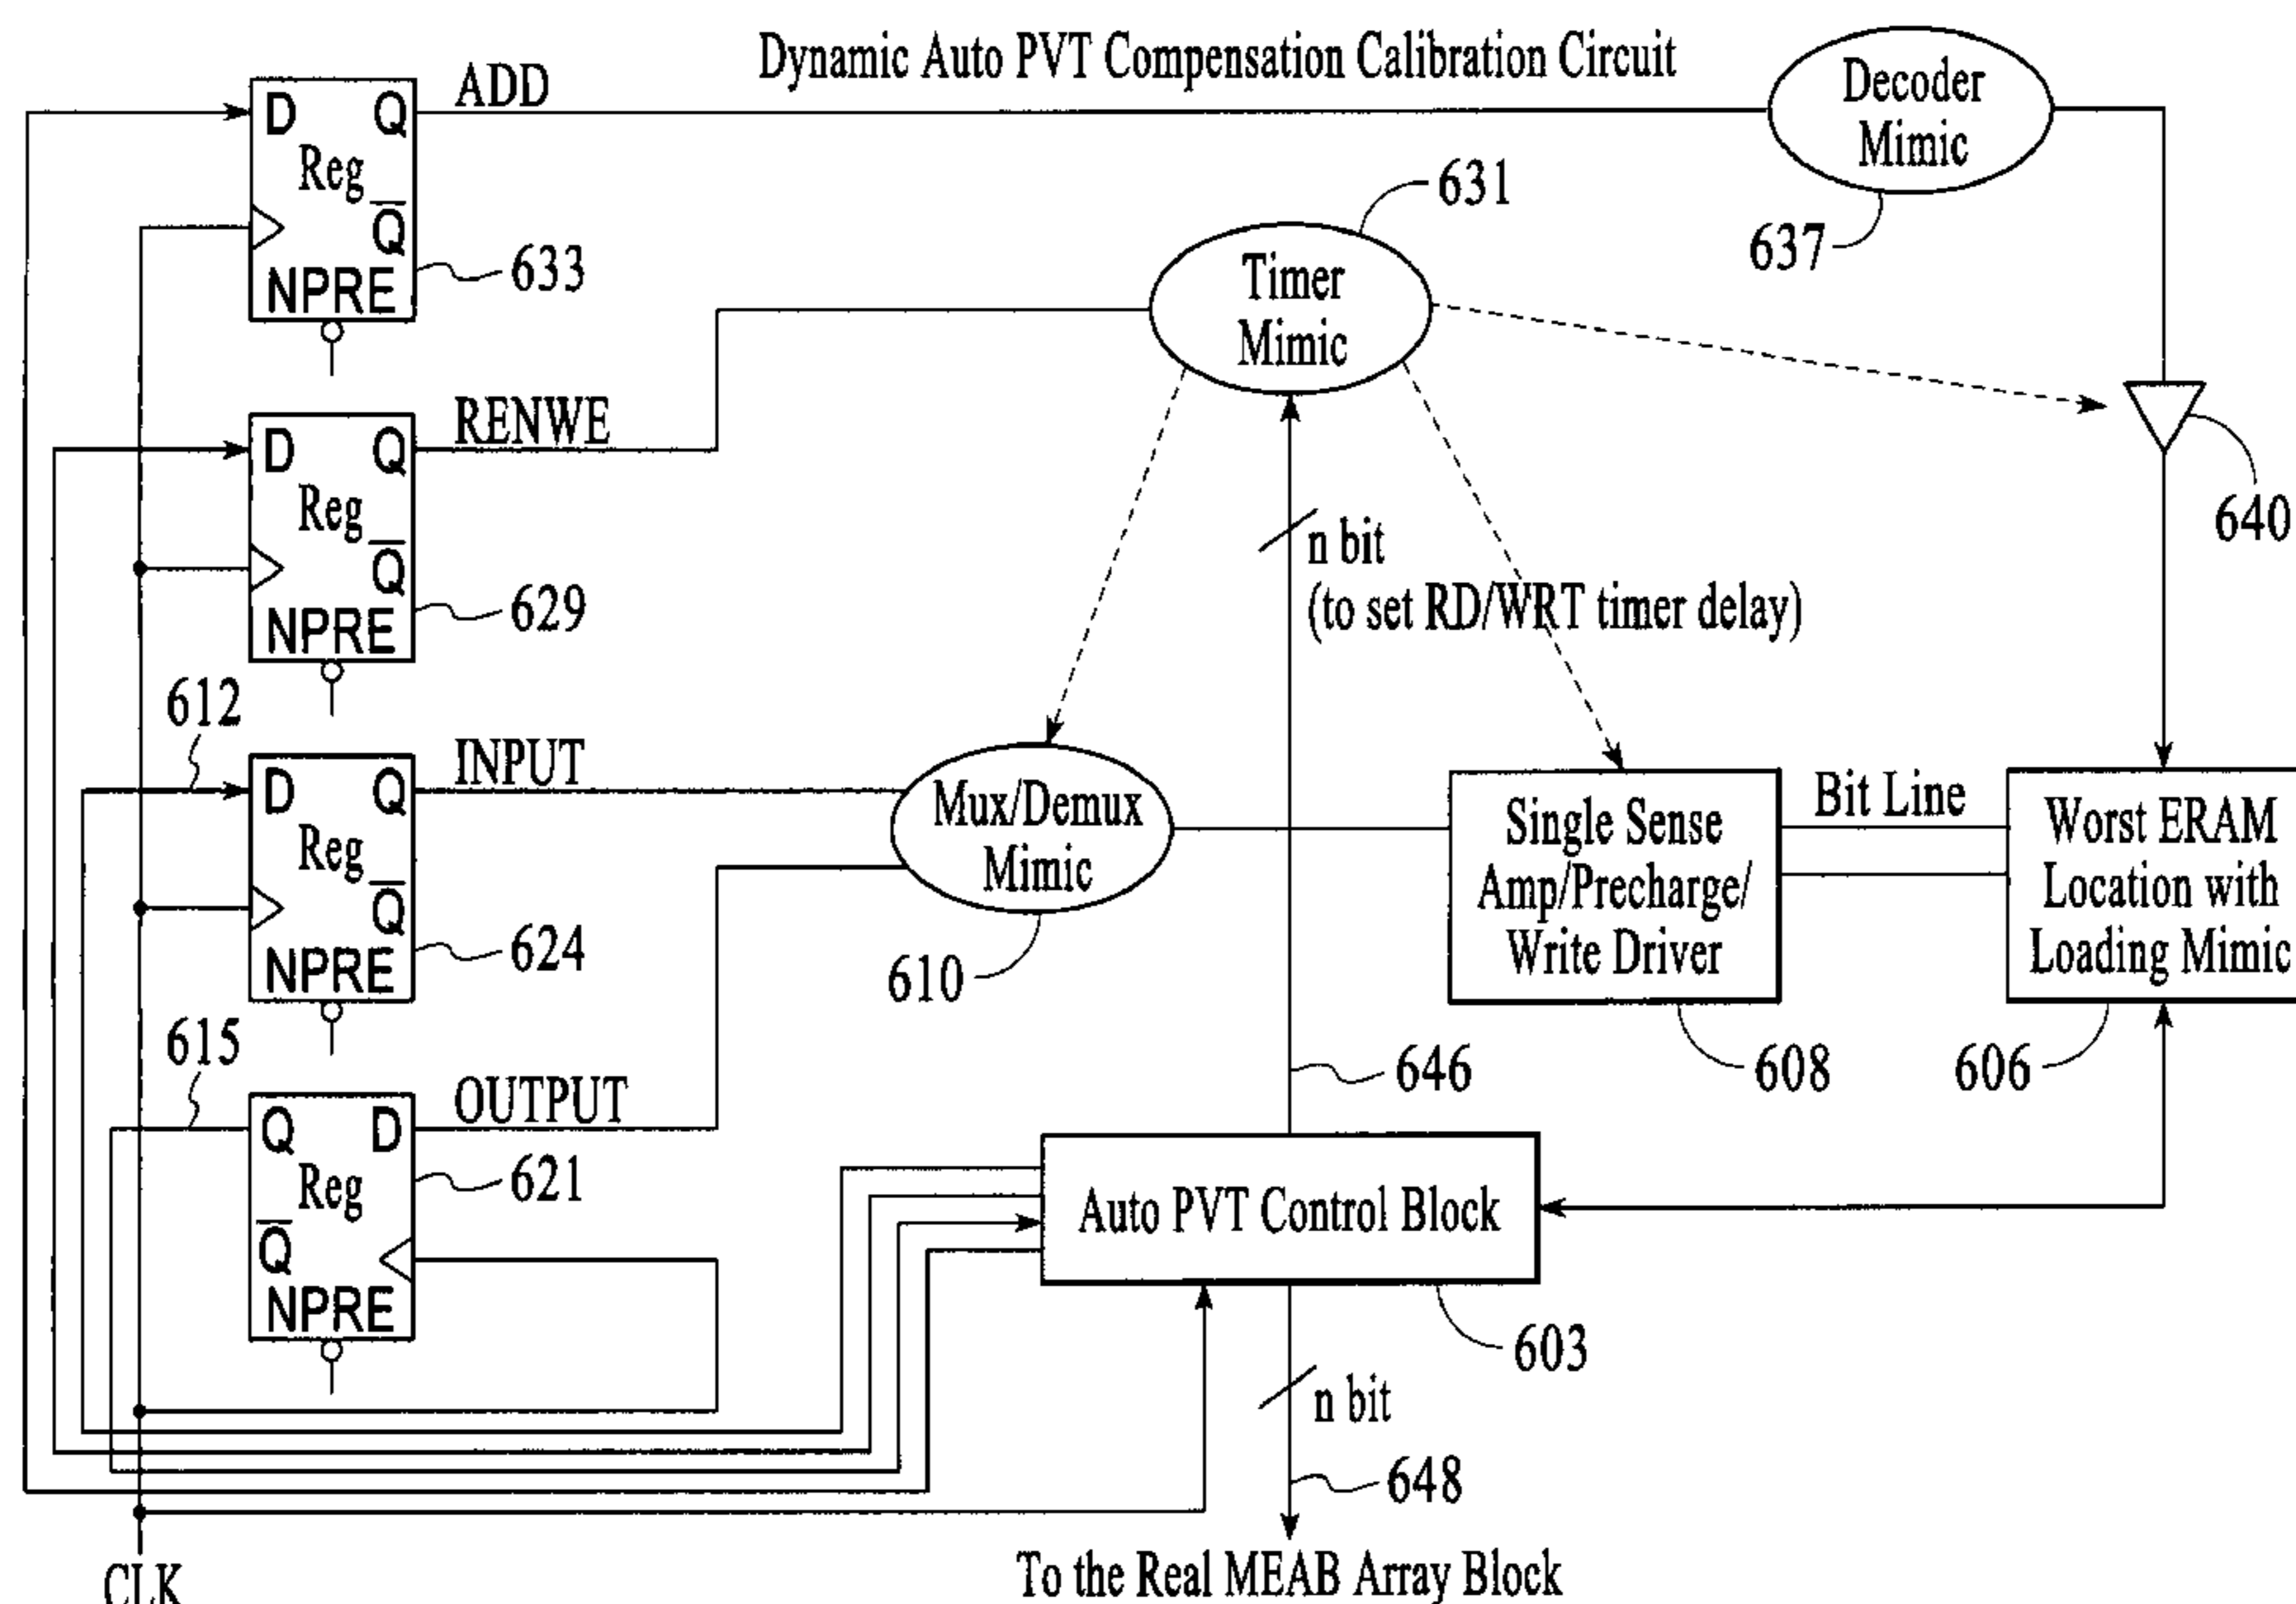 Dynamic Auto PVT Compensation Calibration Circuit
D Q
Reg
Q̅
NPRE
ADD
633
Decoder
Mimic
637
631
Timer
Mimic
640
D Q
Reg
Q̅
NPRE
RENWE
629
n bit
(to set RD/WRT timer delay)
612
D Q
Reg
Q̅
NPRE
INPUT
624
Mux/Demux
Mimic
610
Single Sense
Amp/Precharge/
Write Driver
608
Bit Line
Worst ERAM
Location with
Loading Mimic
606
615
Q D
Reg
Q̅
NPRE
OUTPUT
621
646
Auto PVT Control Block
603
n bit
648
CLK
To the Real MEAB Array Block